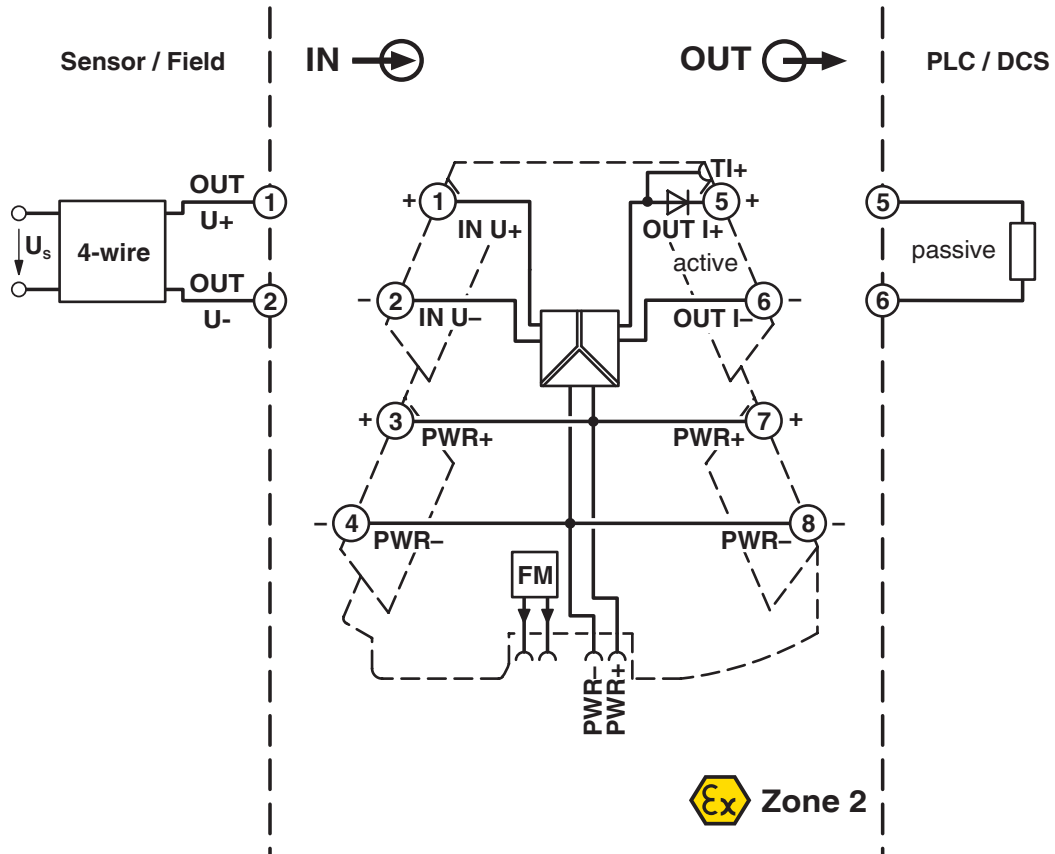 Sensor / Field
IN
OUT
PLC / DCS
OUT
U+
1
Us
4-wire
OUT
U-
2
+ 1
IN U+
TI+
5 +
OUT I+
active
– 2
IN U–
6 –
OUT I–
5
passive
6
+ 3
PWR+
7 +
PWR+
– 4
PWR–
8 –
PWR–
FM
PWR–
PWR+
Ex Zone 2